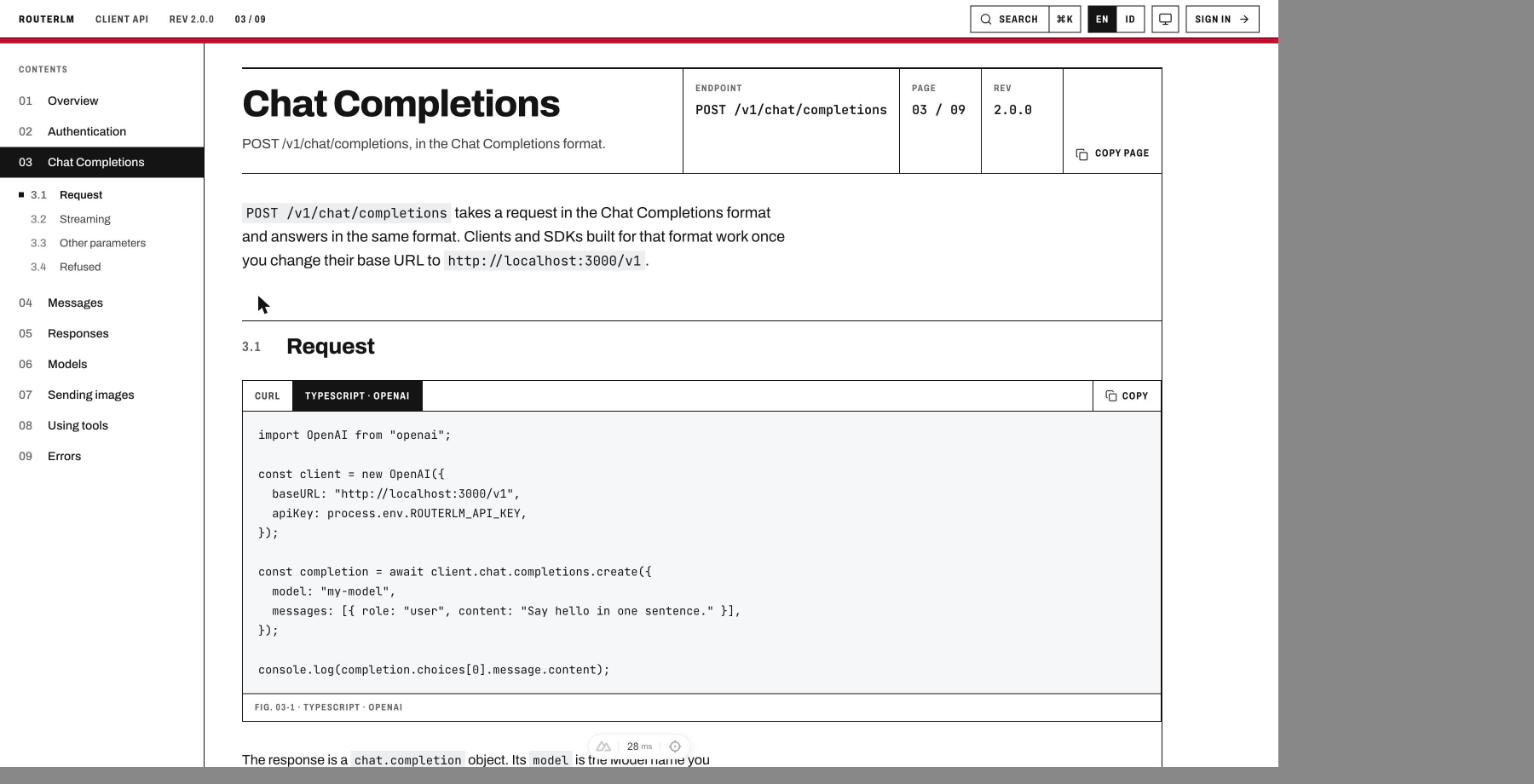 ROUTERLM CLIENT API REV 2.0.0 03 / 09 SEARCH ⌘K EN ID SIGN IN →
CONTENTS
01 Overview
02 Authentication
03 Chat Completions
3.1 Request
3.2 Streaming
3.3 Other parameters
3.4 Refused
04 Messages
05 Responses
06 Models
07 Sending images
08 Using tools
09 Errors
Chat Completions
POST /v1/chat/completions, in the Chat Completions format.
ENDPOINT
POST /v1/chat/completions
PAGE
03 / 09
REV
2.0.0
COPY PAGE
POST /v1/chat/completions takes a request in the Chat Completions format
and answers in the same format. Clients and SDKs built for that format work once
you change their base URL to http://localhost:3000/v1.
3.1 Request
CURL TYPESCRIPT · OPENAI COPY
import OpenAI from "openai";
const client = new OpenAI({
baseURL: "http://localhost:3000/v1",
apiKey: process.env.ROUTERLM_API_KEY,
});
const completion = await client.chat.completions.create({
model: "my-model",
messages: [{ role: "user", content: "Say hello in one sentence." }],
});
console.log(completion.choices[0].message.content);
FIG. 03-1 · TYPESCRIPT · OPENAI
28 ms
The response is a chat.completion object. Its model is the Model name you